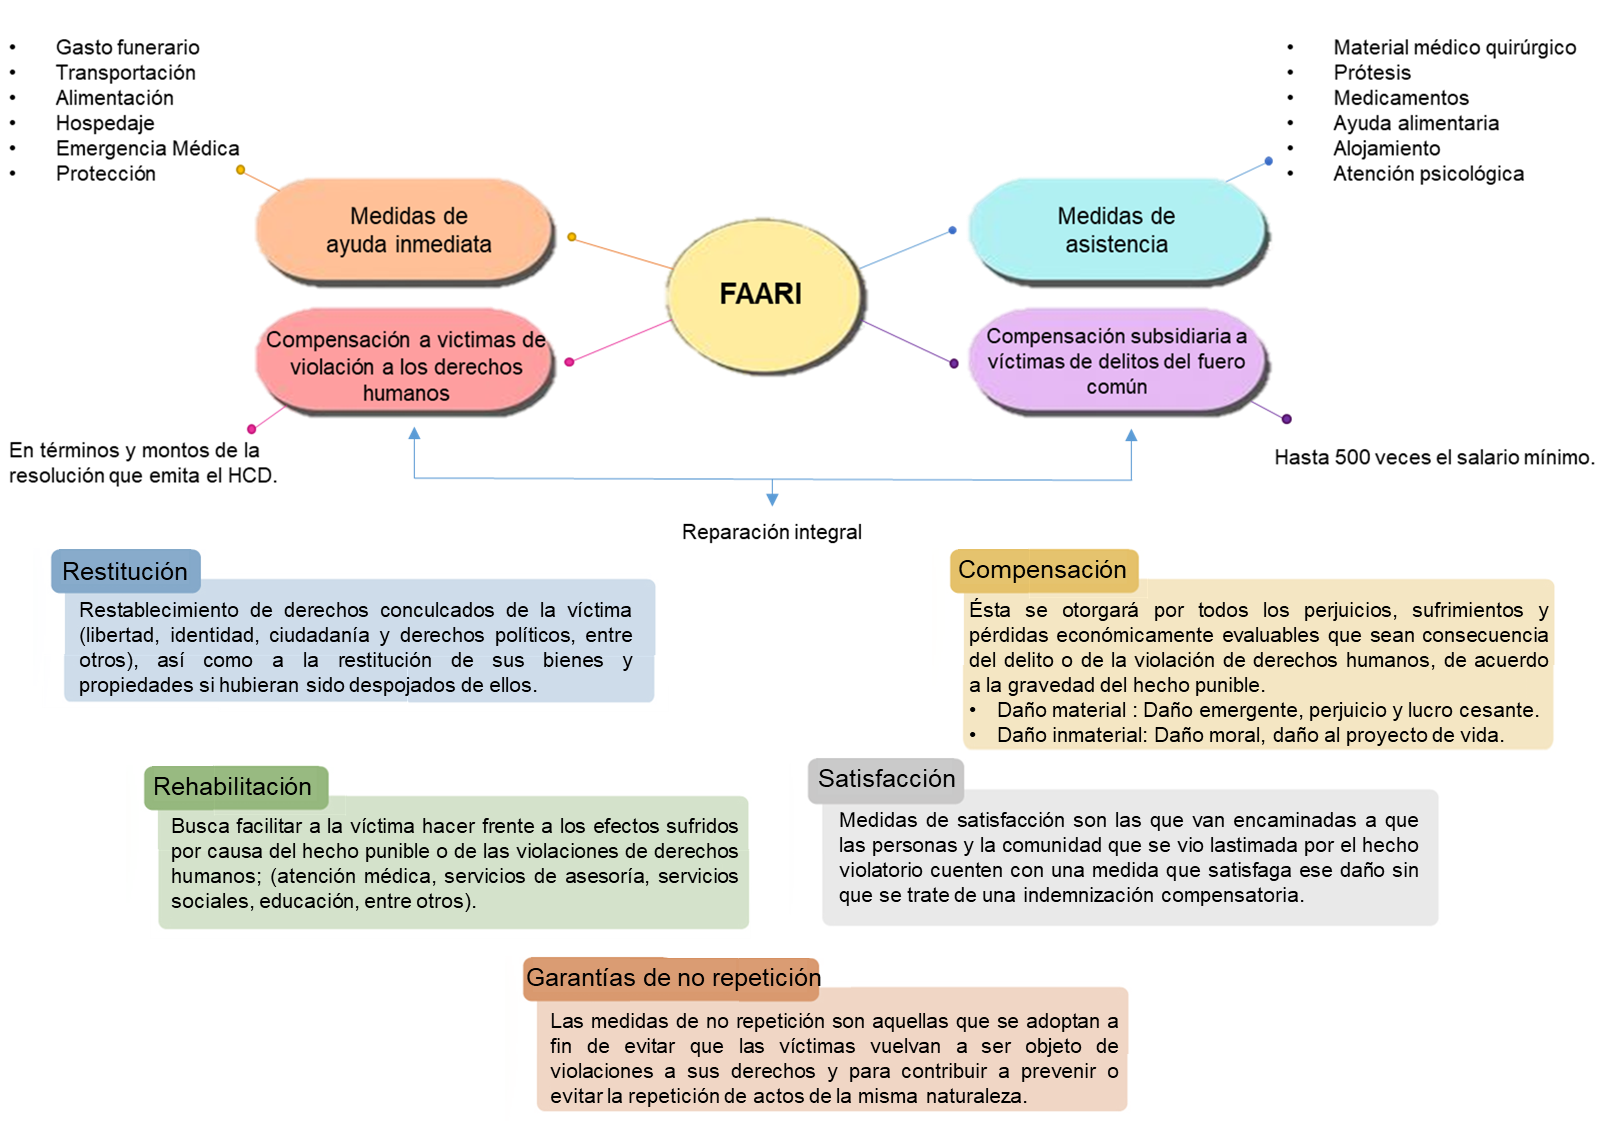 • Gasto funerario
• Transportación
• Alimentación
• Hospedaje
• Emergencia Médica
• Protección
• Material médico quirúrgico
• Prótesis
• Medicamentos
• Ayuda alimentaria
• Alojamiento
• Atención psicológica
Medidas de
ayuda inmediata
FAARI
Medidas de
asistencia
Compensación a victimas de
violación a los derechos
humanos
Compensación subsidiaria a
víctimas de delitos del fuero
común
En términos y montos de la
resolución que emita el HCD.
Hasta 500 veces el salario mínimo.
Reparación integral
Restitución
Restablecimiento de derechos conculcados de la víctima
(libertad, identidad, ciudadanía y derechos políticos, entre
otros), así como a la restitución de sus bienes y
propiedades si hubieran sido despojados de ellos.
Compensación
Ésta se otorgará por todos los perjuicios, sufrimientos y
pérdidas económicamente evaluables que sean consecuencia
del delito o de la violación de derechos humanos, de acuerdo
a la gravedad del hecho punible.
• Daño material : Daño emergente, perjuicio y lucro cesante.
• Daño inmaterial: Daño moral, daño al proyecto de vida.
Rehabilitación
Busca facilitar a la víctima hacer frente a los efectos sufridos
por causa del hecho punible o de las violaciones de derechos
humanos; (atención médica, servicios de asesoría, servicios
sociales, educación, entre otros).
Satisfacción
Medidas de satisfacción son las que van encaminadas a que
las personas y la comunidad que se vio lastimada por el hecho
violatorio cuenten con una medida que satisfaga ese daño sin
que se trate de una indemnización compensatoria.
Garantías de no repetición
Las medidas de no repetición son aquellas que se adoptan a
fin de evitar que las víctimas vuelvan a ser objeto de
violaciones a sus derechos y para contribuir a prevenir o
evitar la repetición de actos de la misma naturaleza.